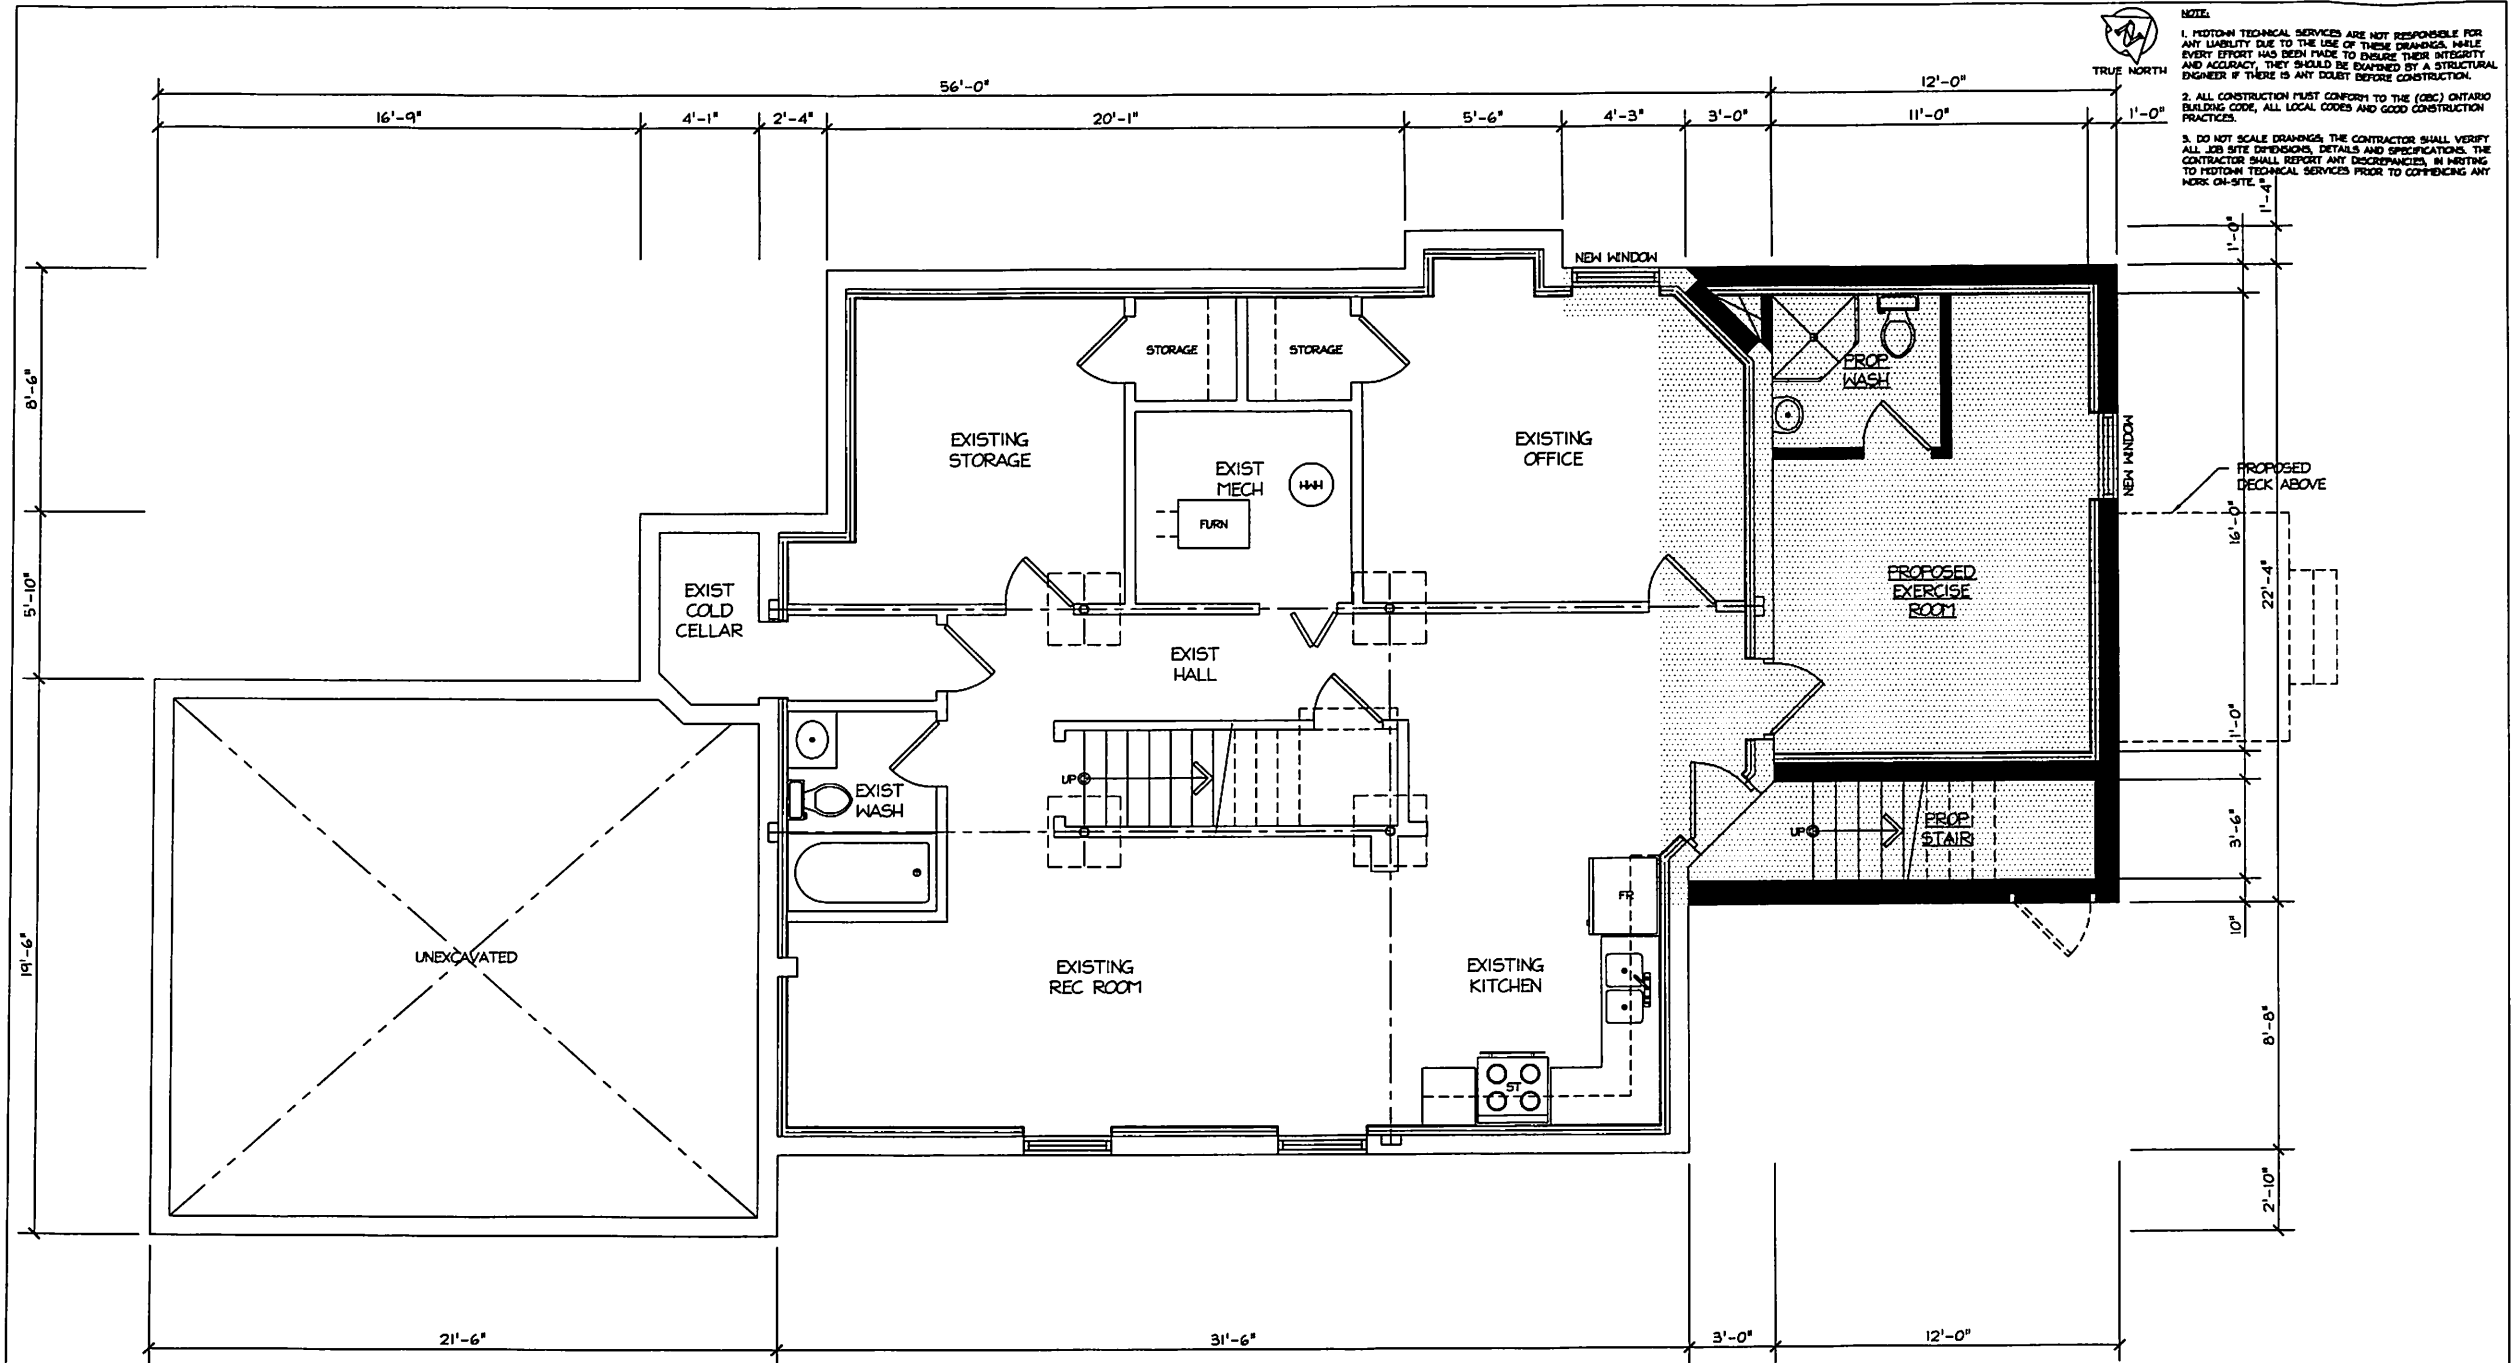 NOTE:
1. MIDTOWN TECHNICAL SERVICES ARE NOT RESPONSIBLE FOR
ANY LIABILITY DUE TO THE USE OF THESE DRAWINGS. WHILE
EVERY EFFORT HAS BEEN MADE TO ENSURE THEIR INTEGRITY
AND ACCURACY, THEY SHOULD BE EXAMINED BY A STRUCTURAL
ENGINEER IF THERE IS ANY DOUBT BEFORE CONSTRUCTION.
2. ALL CONSTRUCTION MUST CONFORM TO THE (OBC) ONTARIO
BUILDING CODE, ALL LOCAL CODES AND GOOD CONSTRUCTION
PRACTICES.
3. DO NOT SCALE DRAWINGS; THE CONTRACTOR SHALL VERIFY
ALL JOB SITE DIMENSIONS, DETAILS AND SPECIFICATIONS. THE
CONTRACTOR SHALL REPORT ANY DISCREPANCIES, IN WRITING
TO MIDTOWN TECHNICAL SERVICES PRIOR TO COMMENCING ANY
WORK ON-SITE.
TRUE NORTH
56'-0"
12'-0"
16'-9"
4'-1"
2'-4"
20'-1"
5'-6"
4'-3"
3'-0"
11'-0"
1'-0"
1'-4"
1'-0"
NEW WINDOW
8'-6"
STORAGE
STORAGE
PROP
WASH
EXISTING
STORAGE
EXIST
MECH
HWH
FURN
EXISTING
OFFICE
NEW WINDOW
PROPOSED
DECK ABOVE
16'-0"
22'-4"
5'-10"
EXIST
COLD
CELLAR
PROPOSED
EXERCISE
ROOM
EXIST
HALL
1'-0"
UP
EXIST
WASH
UP
PROP
STAIR
3'-6"
FR
10"
19'-6"
UNEXCAVATED
EXISTING
REC ROOM
EXISTING
KITCHEN
8'-8"
ST
2'-10"
21'-6"
31'-6"
3'-0"
12'-0"